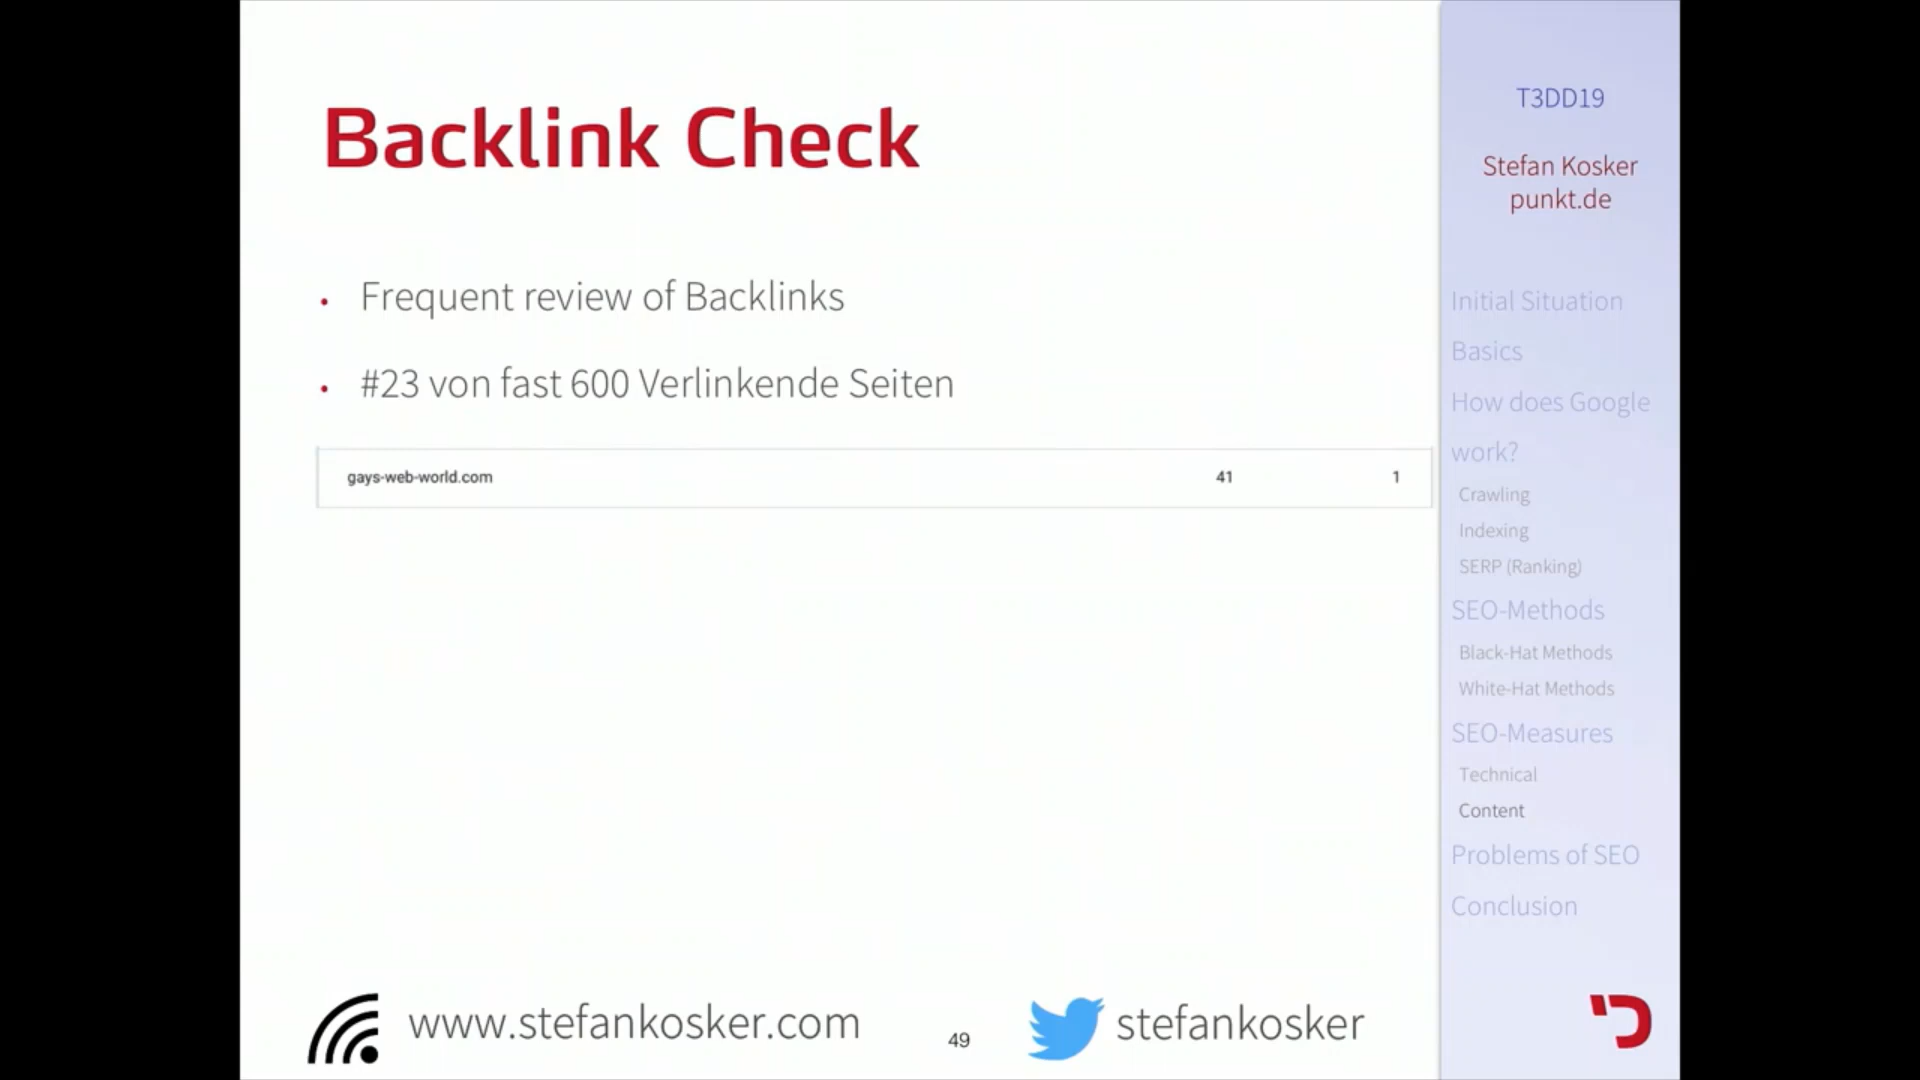 Backlink Check
• Frequent review of Backlinks
• #23 von fast 600 Verlinkende Seiten
gays-web-world.com 41 1
www.stefankosker.com
49
stefankosker
T3DD19
Stefan Kosker
punkt.de
Initial Situation
Basics
How does Google
work?
Crawling
Indexing
SERP (Ranking)
SEO-Methods
Black-Hat Methods
White-Hat Methods
SEO-Measures
Technical
Content
Problems of SEO
Conclusion